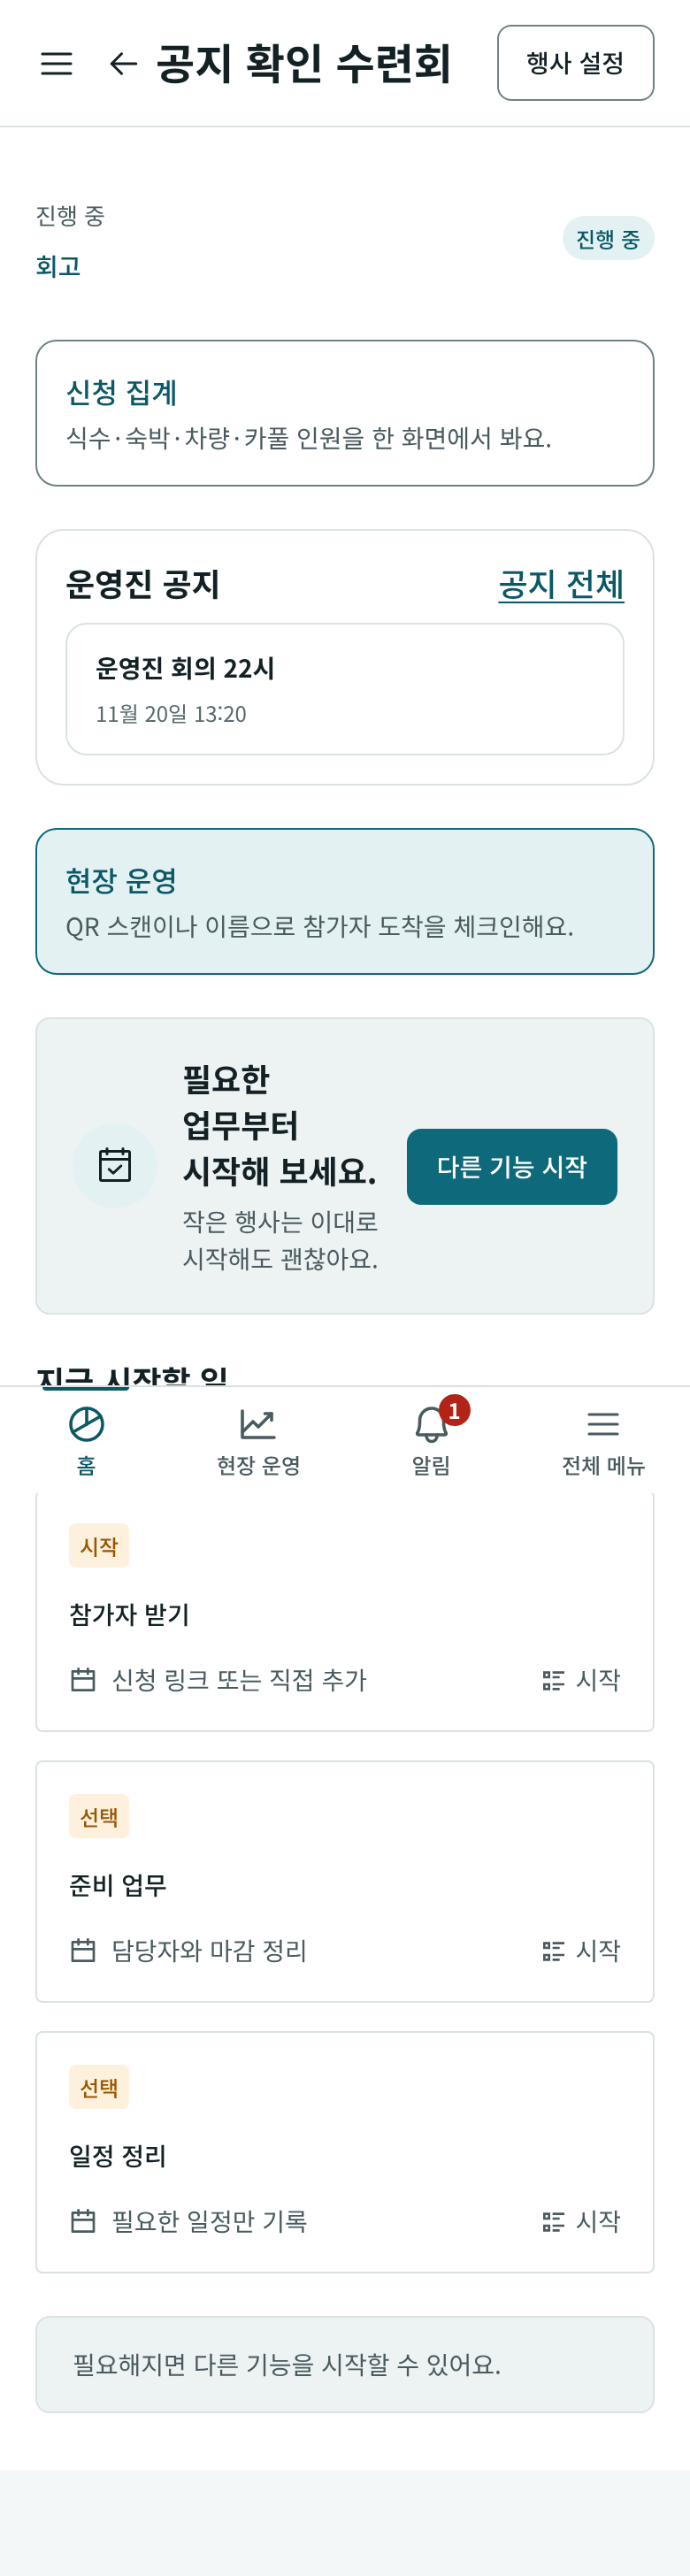 공지 확인 수련회
행사 설정
진행 중
진행 중
회고
신청 집계
식수·숙박·차량·카풀 인원을 한 화면에서 봐요.
운영진 공지
공지 전체
운영진 회의 22시
11월 20일 13:20
현장 운영
QR 스캔이나 이름으로 참가자 도착을 체크인해요.
필요한
업무부터
시작해 보세요.
작은 행사는 이대로
시작해도 괜찮아요.
다른 기능 시작
지금 시작할 일
1
홈
현장 운영
알림
전체 메뉴
시작
참가자 받기
신청 링크 또는 직접 추가
시작
선택
준비 업무
담당자와 마감 정리
시작
선택
일정 정리
필요한 일정만 기록
시작
필요해지면 다른 기능을 시작할 수 있어요.